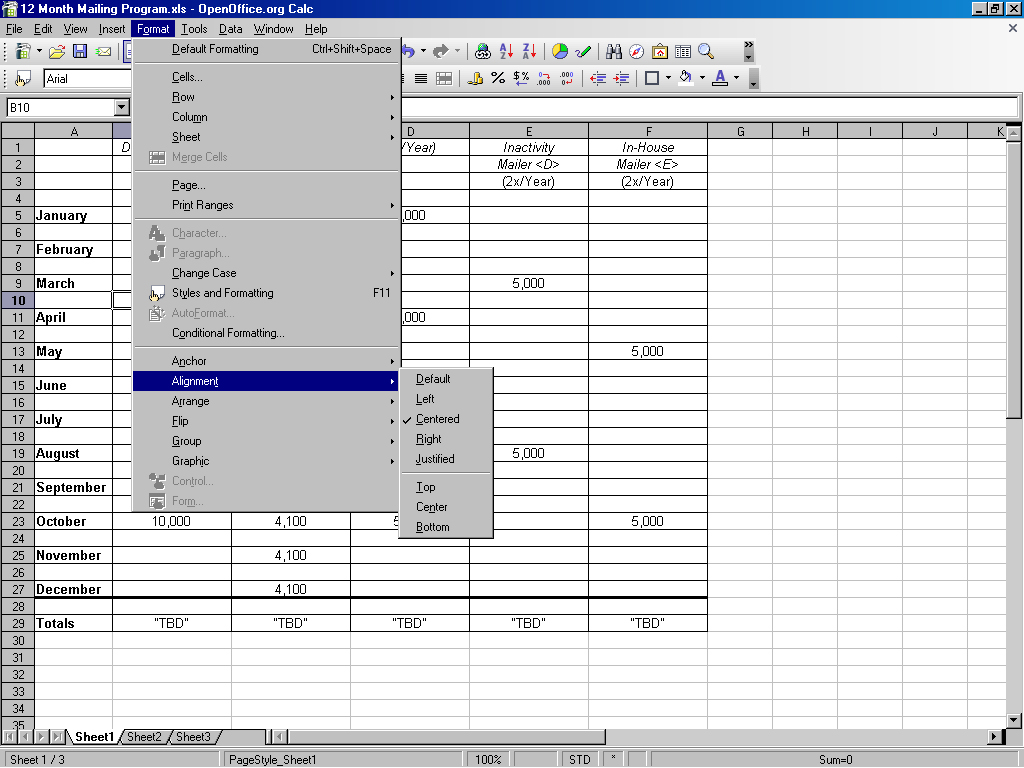 12 Month Mailing Program.xls - OpenOffice.org Calc
File Edit View Insert Format Tools Data Window Help
Default Formatting Ctrl+Shift+Space
Arial
Cells...
B10
Row
Column
Sheet
Merge Cells
Page...
Print Ranges
Character...
Paragraph...
Change Case
Styles and Formatting F11
AutoFormat...
Conditional Formatting...
Anchor
Alignment
Arrange
Flip
Group
Graphic
Control...
Form...
Default
Left
Centered
Right
Justified
Top
Center
Bottom
A D E F G H I J K
1 D /Year) Inactivity In-House
2 Mailer <D> Mailer <E>
3 (2x/Year) (2x/Year)
4
5 January ,000
6
7 February
8
9 March 5,000
10
11 April ,000
12
13 May 5,000
14
15 June
16
17 July
18
19 August 5,000
20
21 September
22
23 October 10,000 4,100 5 5,000
24
25 November 4,100
26
27 December 4,100
28
29 Totals "TBD" "TBD" "TBD" "TBD" "TBD"
30
31
32
33
34
35
Sheet1 Sheet2 Sheet3
Sheet 1 / 3 PageStyle_Sheet1 100% STD * Sum=0